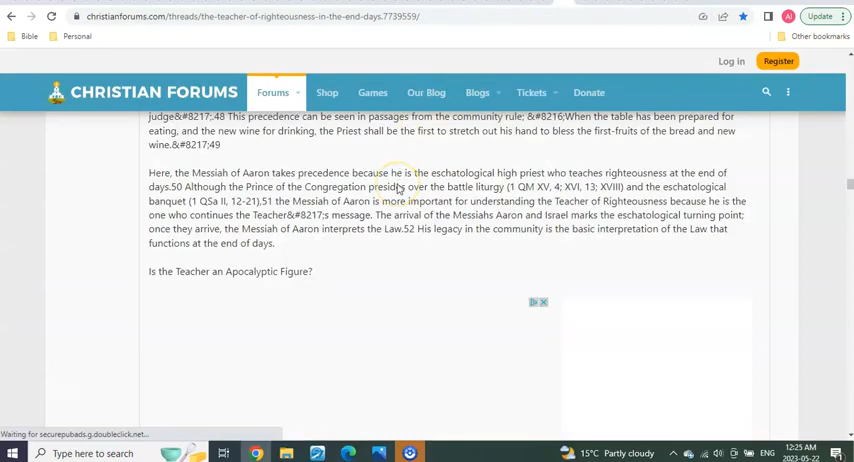 christianforums.com/threads/the-teacher-of-righteousness-in-the-end-days.7739559/
AI
Update
Bible
Personal
Other bookmarks
Log in
Register
CHRISTIAN FORUMS
Forums
Shop
Games
Our Blog
Blogs
Tickets
Donate
judge&#8217;.48 This precedence can be seen in passages from the community rule; &#8216;When the table has been prepared for
eating, and the new wine for drinking, the Priest shall be the first to stretch out his hand to bless the first-fruits of the bread and new
wine.&#8217;49
Here, the Messiah of Aaron takes precedence because he is the eschatological high priest who teaches righteousness at the end of
days.50 Although the Prince of the Congregation presides over the battle liturgy (1 QM XV, 4; XVI, 13; XVIII) and the eschatological
banquet (1 QSa II, 12-21),51 the Messiah of Aaron is more important for understanding the Teacher of Righteousness because he is the
one who continues the Teacher&#8217;s message. The arrival of the Messiahs Aaron and Israel marks the eschatological turning point;
once they arrive, the Messiah of Aaron interprets the Law.52 His legacy in the community is the basic interpretation of the Law that
functions at the end of days.
Is the Teacher an Apocalyptic Figure?
Waiting for securepubads.g.doubleclick.net...
Type here to search
15°C Partly cloudy
ENG
12:25 AM
2023-05-22